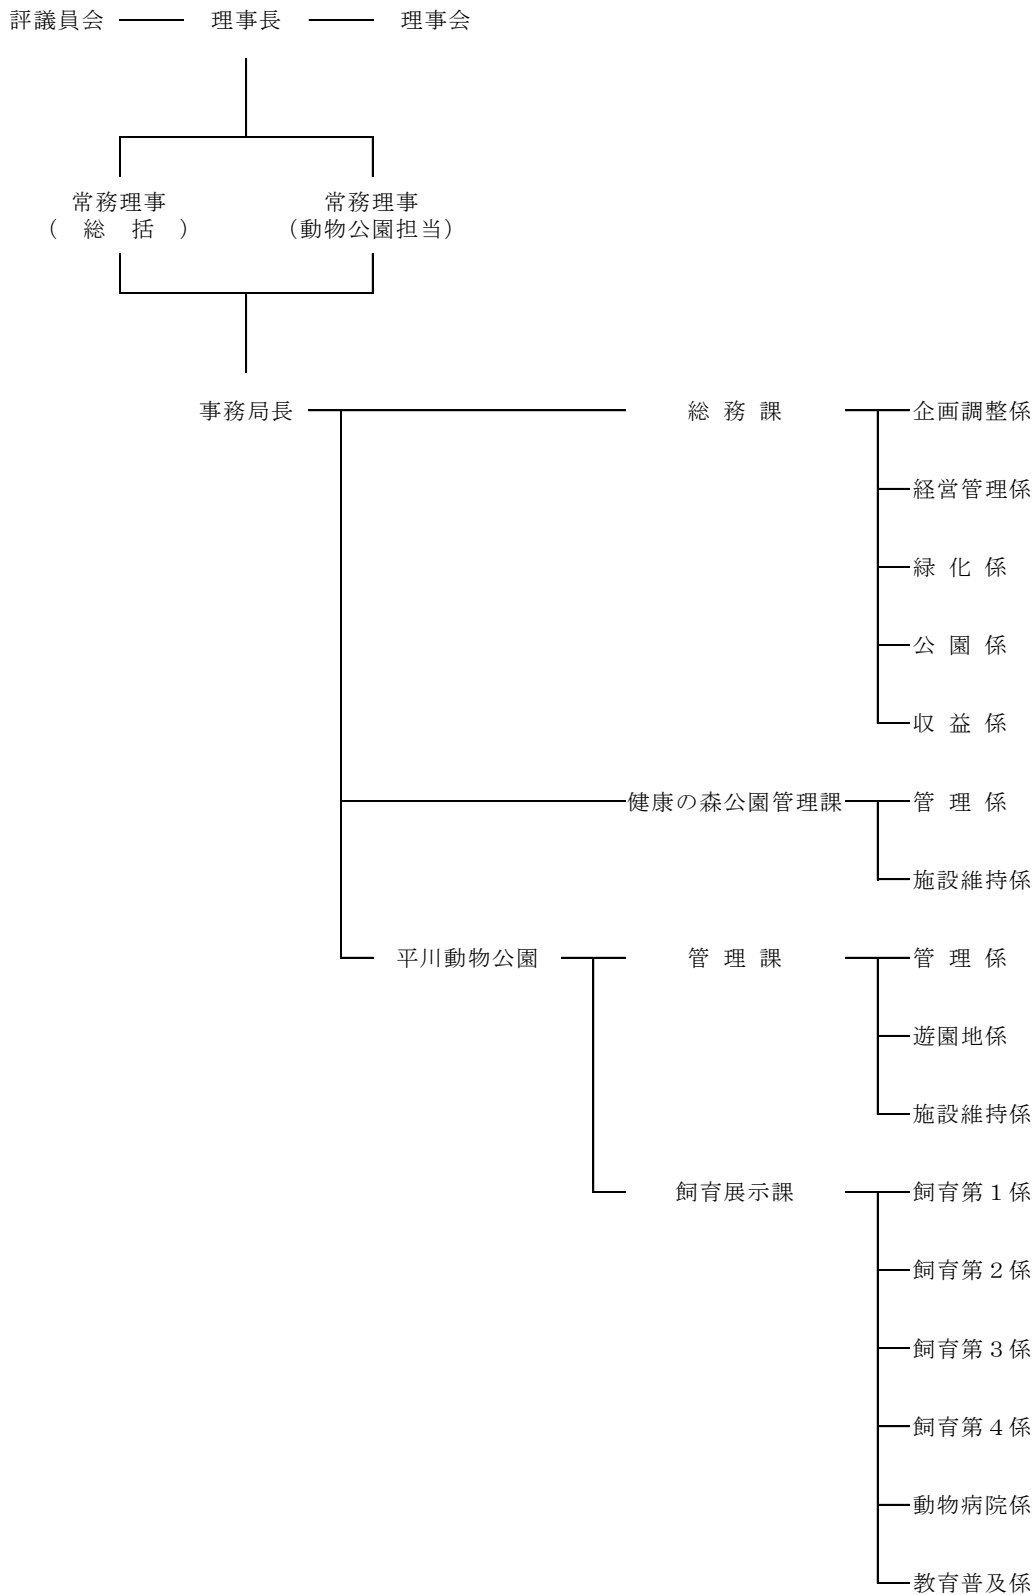 評議員会 理事長 理事会
常務理事 常務理事
（ 総 括 ） （動物公園担当）
事務局長 総 務 課 企画調整係
経営管理係
緑 化 係
公 園 係
収 益 係
健康の森公園管理課 管 理 係
施設維持係
平川動物公園 管 理 課 管 理 係
遊園地係
施設維持係
飼育展示課 飼育第１係
飼育第２係
飼育第３係
飼育第４係
動物病院係
教育普及係